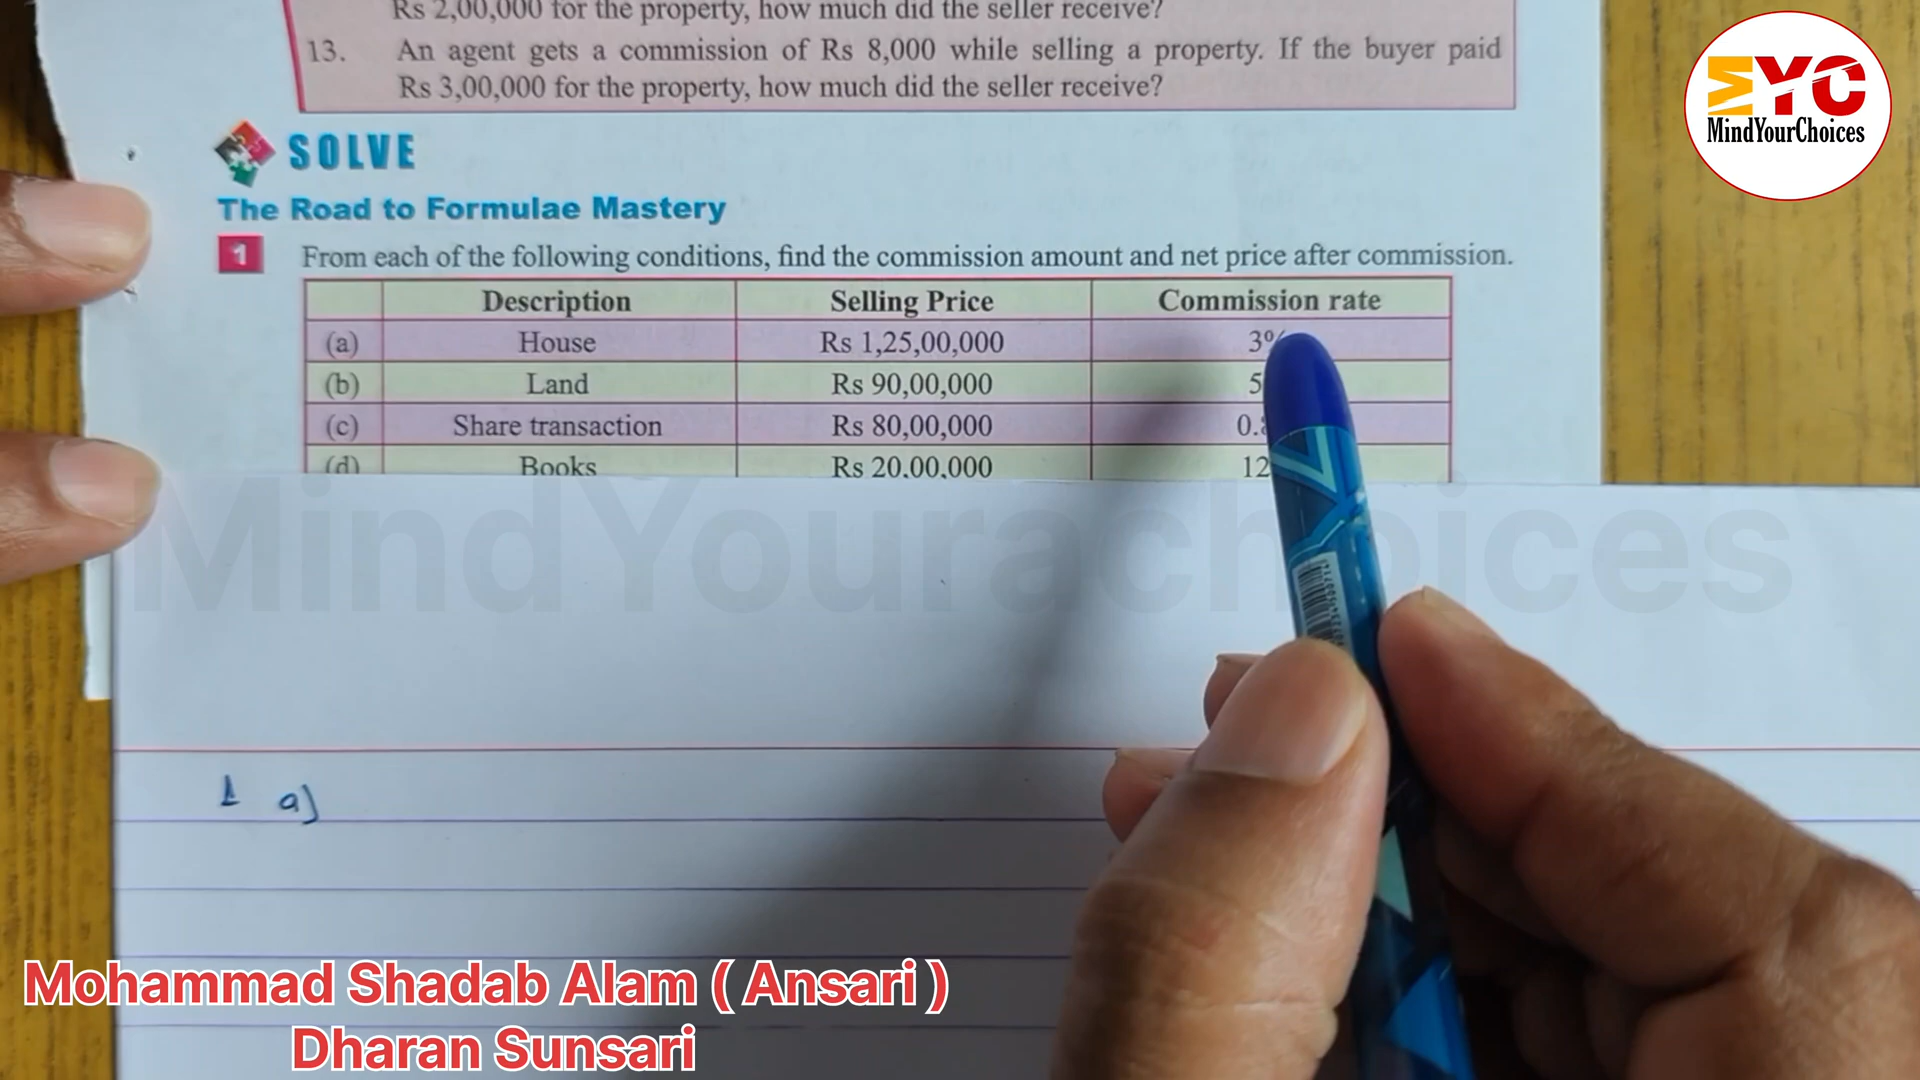 Rs 2,00,000 for the property, how much did the seller receive?
13. An agent gets a commission of Rs 8,000 while selling a property. If the buyer paid
Rs 3,00,000 for the property, how much did the seller receive?
MYC
MindYourChoices
SOLVE
The Road to Formulae Mastery
1 From each of the following conditions, find the commission amount and net price after commission.
Description Selling Price Commission rate
(a) House Rs 1,25,00,000 3%
(b) Land Rs 90,00,000 5
(c) Share transaction Rs 80,00,000
(d) Books Rs 20,00,000 12
MindYourachoices
1 a)
Mohammad Shadab Alam ( Ansari )
Dharan Sunsari